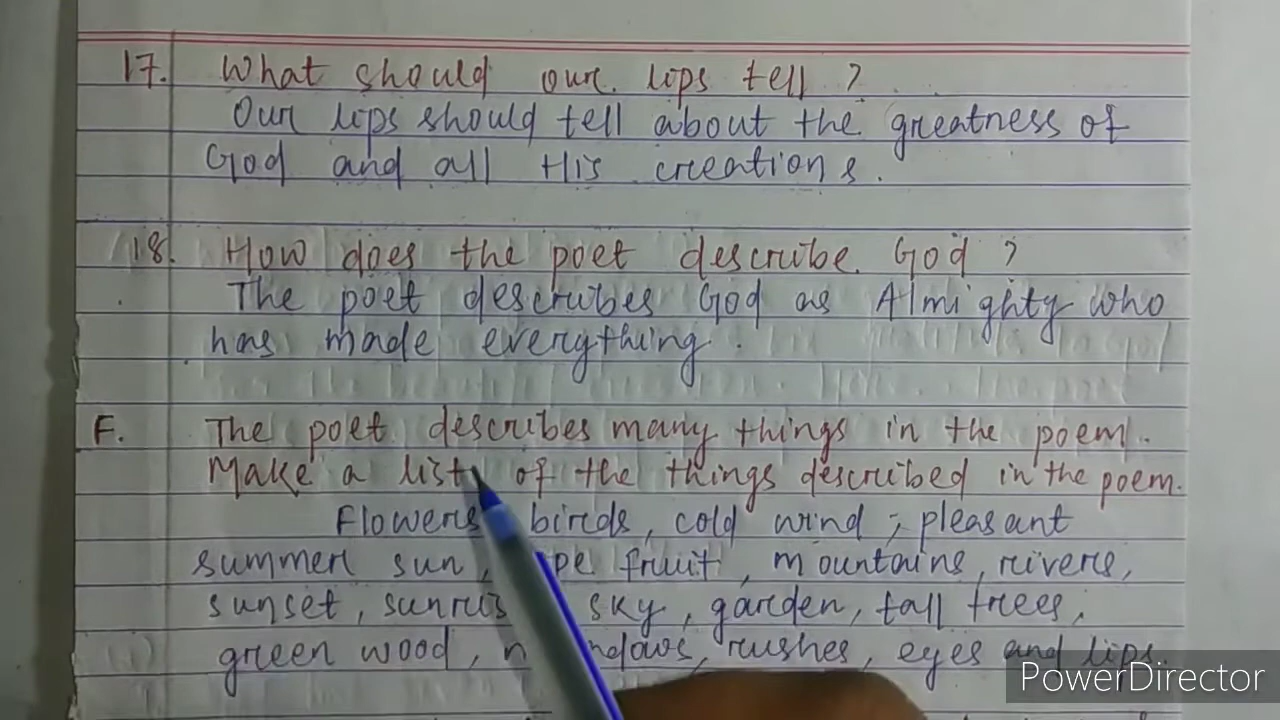 17. What should our lips tell ?
Our lips should tell about the greatness of
God and all His creations.
18. How does the poet describe God ?
The poet describes God as Almighty who
has made everything.
F. The poet describes many things in the poem.
Make a list of the things described in the poem.
Flowers birds, cold wind, pleasant
summer sun, fruit, mountains, rivers,
sunset, sky, garden, tall trees,
green wood, rushes, eyes and lips.
PowerDirector